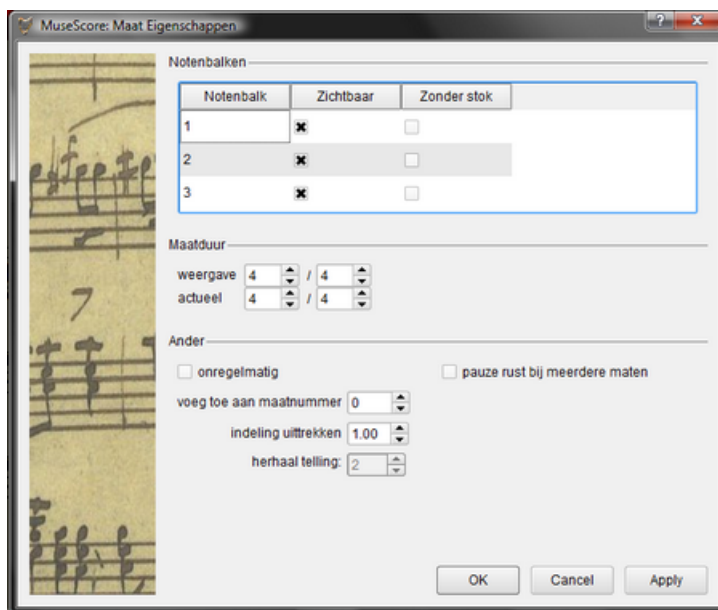 MuseScore: Maat Eigenschappen
Notenbalken
Notenbalk Zichtbaar Zonder stok
1
2
3
Maatduur
weergave 4 / 4
actueel 4 / 4
Ander
onregelmatig pauze rust bij meerdere maten
voeg toe aan maatnummer 0
indeling uittrekken 1.00
herhaal telling: 2
OK Cancel Apply